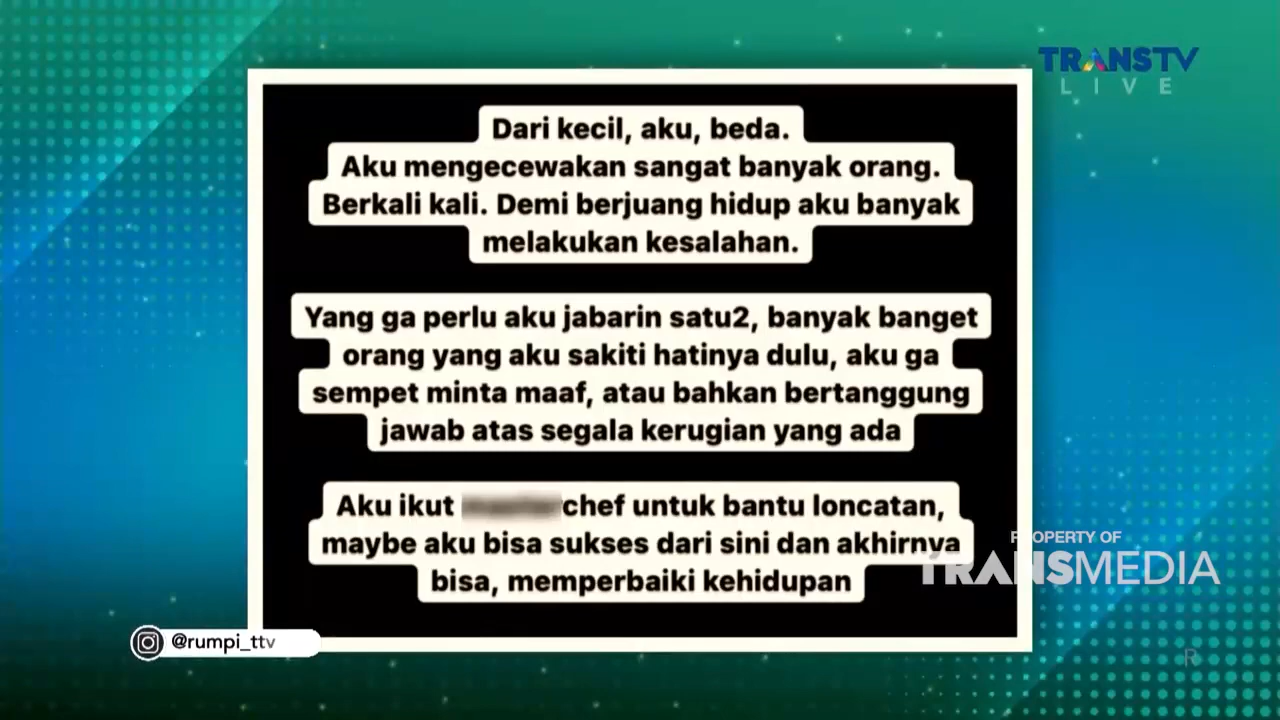 TRANSTV
LIVE
Dari kecil, aku, beda.
Aku mengecewakan sangat banyak orang.
Berkali kali. Demi berjuang hidup aku banyak
melakukan kesalahan.
Yang ga perlu aku jabarin satu2, banyak banget
orang yang aku sakiti hatinya dulu, aku ga
sempet minta maaf, atau bahkan bertanggung
jawab atas segala kerugian yang ada
Aku ikut chef untuk bantu loncatan,
maybe aku bisa sukses dari sini dan akhirnya
bisa, memperbaiki kehidupan
PROPERTY OF
TRANSMEDIA
@rumpi_ttv
R